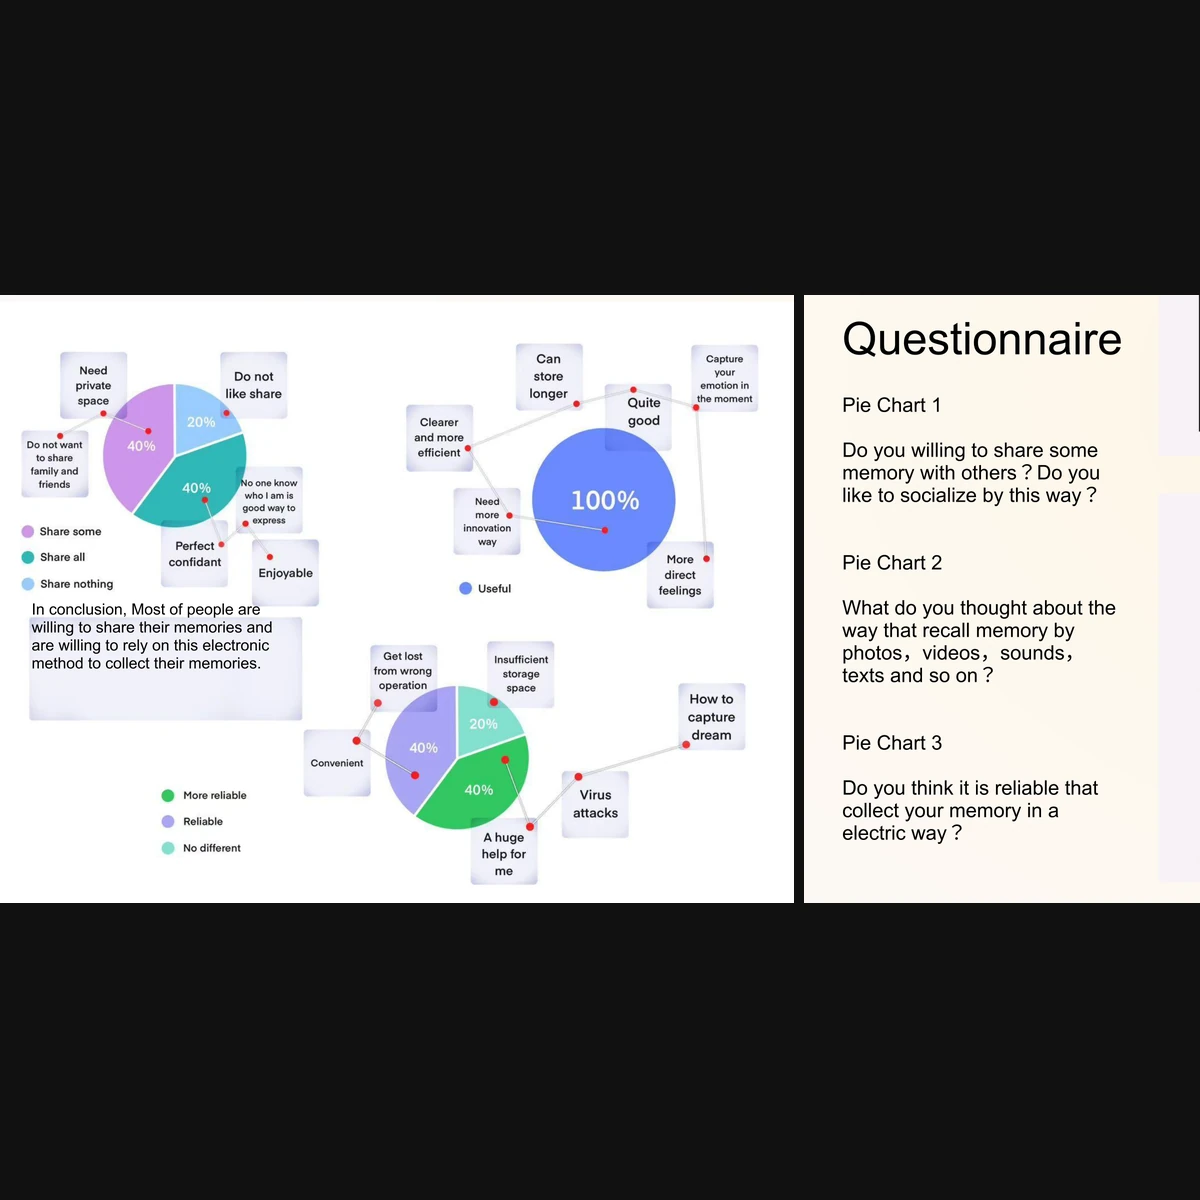 Need
private
space
Do not
like share
20%
40%
Do not want
to share
family and
friends
40%
No one know
who I am is
good way to
express
Perfect
confidant
Enjoyable
Share some
Share all
Share nothing
In conclusion, Most of people are
willing to share their memories and
are willing to rely on this electronic
method to collect their memories.
Can
store
longer
Capture
your
emotion in
the moment
Quite
good
Clearer
and more
efficient
100%
Need
more
innovation
way
More
direct
feelings
Useful
Get lost
from wrong
operation
Insufficient
storage
space
How to
capture
dream
20%
40%
Convenient
40%
Virus
attacks
A huge
help for
me
More reliable
Reliable
No different
Questionnaire
Pie Chart 1
Do you willing to share some
memory with others？Do you
like to socialize by this way？
Pie Chart 2
What do you thought about the
way that recall memory by
photos，videos，sounds，
texts and so on？
Pie Chart 3
Do you think it is reliable that
collect your memory in a
electric way？